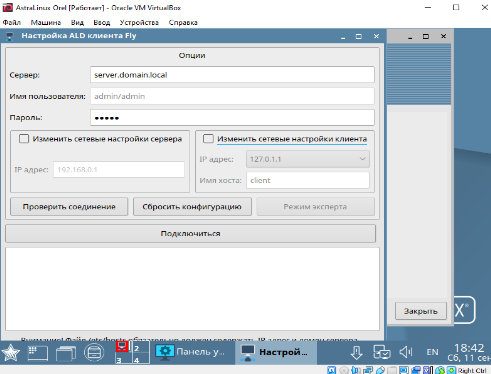 AstraLinux Orel [Работает] - Oracle VM VirtualBox
Файл Машина Вид Ввод Устройства Справка
Настройка ALD клиента Fly
Опции
Сервер: server.domain.local
Имя пользователя: admin/admin
Пароль: •••••
Изменить сетевые настройки сервера
IP адрес: 192.168.0.1
Изменить сетевые настройки клиента
IP адрес: 127.0.1.1
Имя хоста: client
Проверить соединение Сбросить конфигурацию Режим эксперта
Подключиться
Закрыть
X®
Внимание! Файл /etc/hosts обязательно должен содержать IP адрес и домен сервера
1 2
3 4
Панель у...
Настрой...
EN
18:42
Сб, 11 сен
Right Ctrl